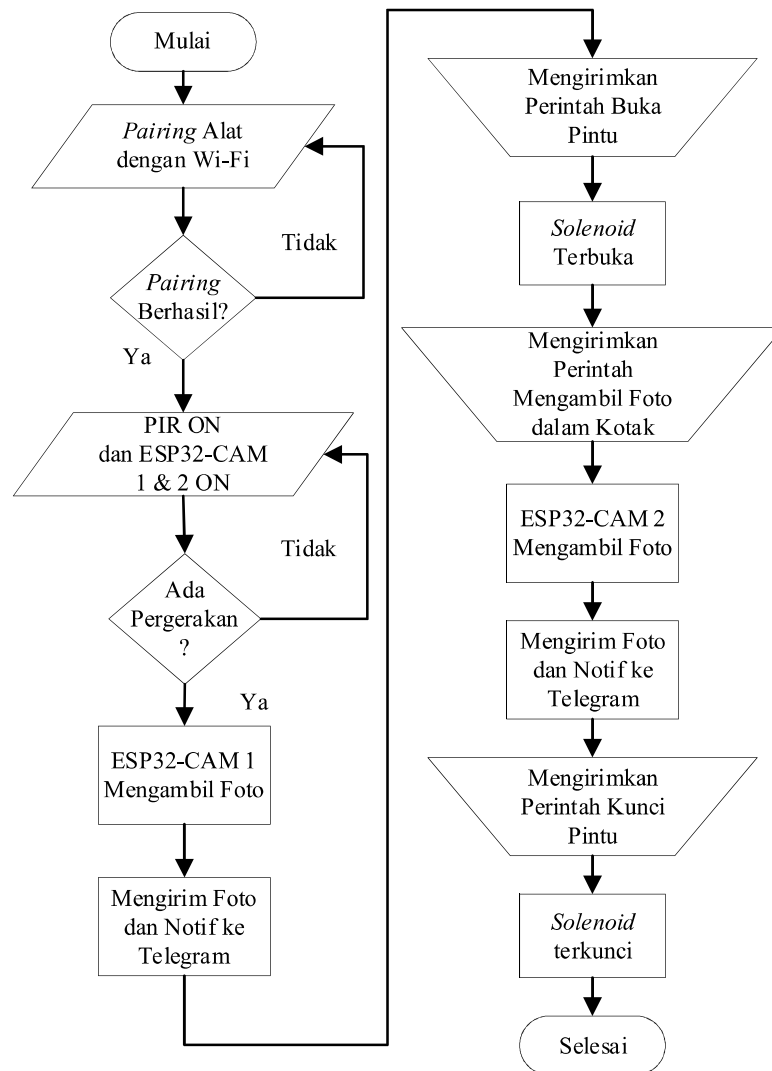 Mulai
Pairing Alat
dengan Wi-Fi
Tidak
Pairing
Berhasil?
Ya
PIR ON
dan ESP32-CAM
1 & 2 ON
Tidak
Ada
Pergerakan
?
Ya
ESP32-CAM 1
Mengambil Foto
Mengirim Foto
dan Notif ke
Telegram
Mengirimkan
Perintah Buka
Pintu
Solenoid
Terbuka
Mengirimkan
Perintah
Mengambil Foto
dalam Kotak
ESP32-CAM 2
Mengambil Foto
Mengirim Foto
dan Notif ke
Telegram
Mengirimkan
Perintah Kunci
Pintu
Solenoid
terkunci
Selesai